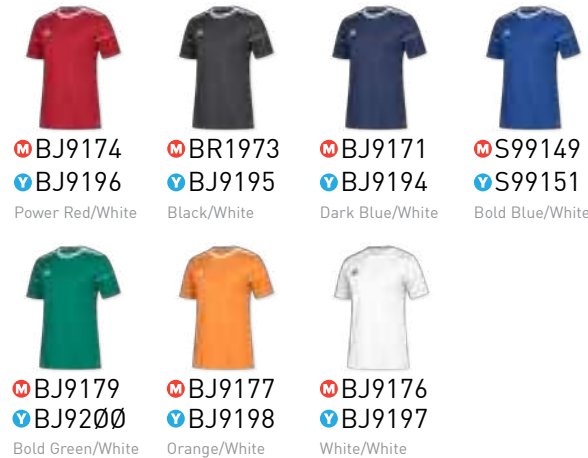 M BJ9174
Y BJ9196
Power Red/White
M BR1973
Y BJ9195
Black/White
M BJ9171
Y BJ9194
Dark Blue/White
M S99149
Y S99151
Bold Blue/White
M BJ9179
Y BJ92ØØ
Bold Green/White
M BJ9177
Y BJ9198
Orange/White
M BJ9176
Y BJ9197
White/White